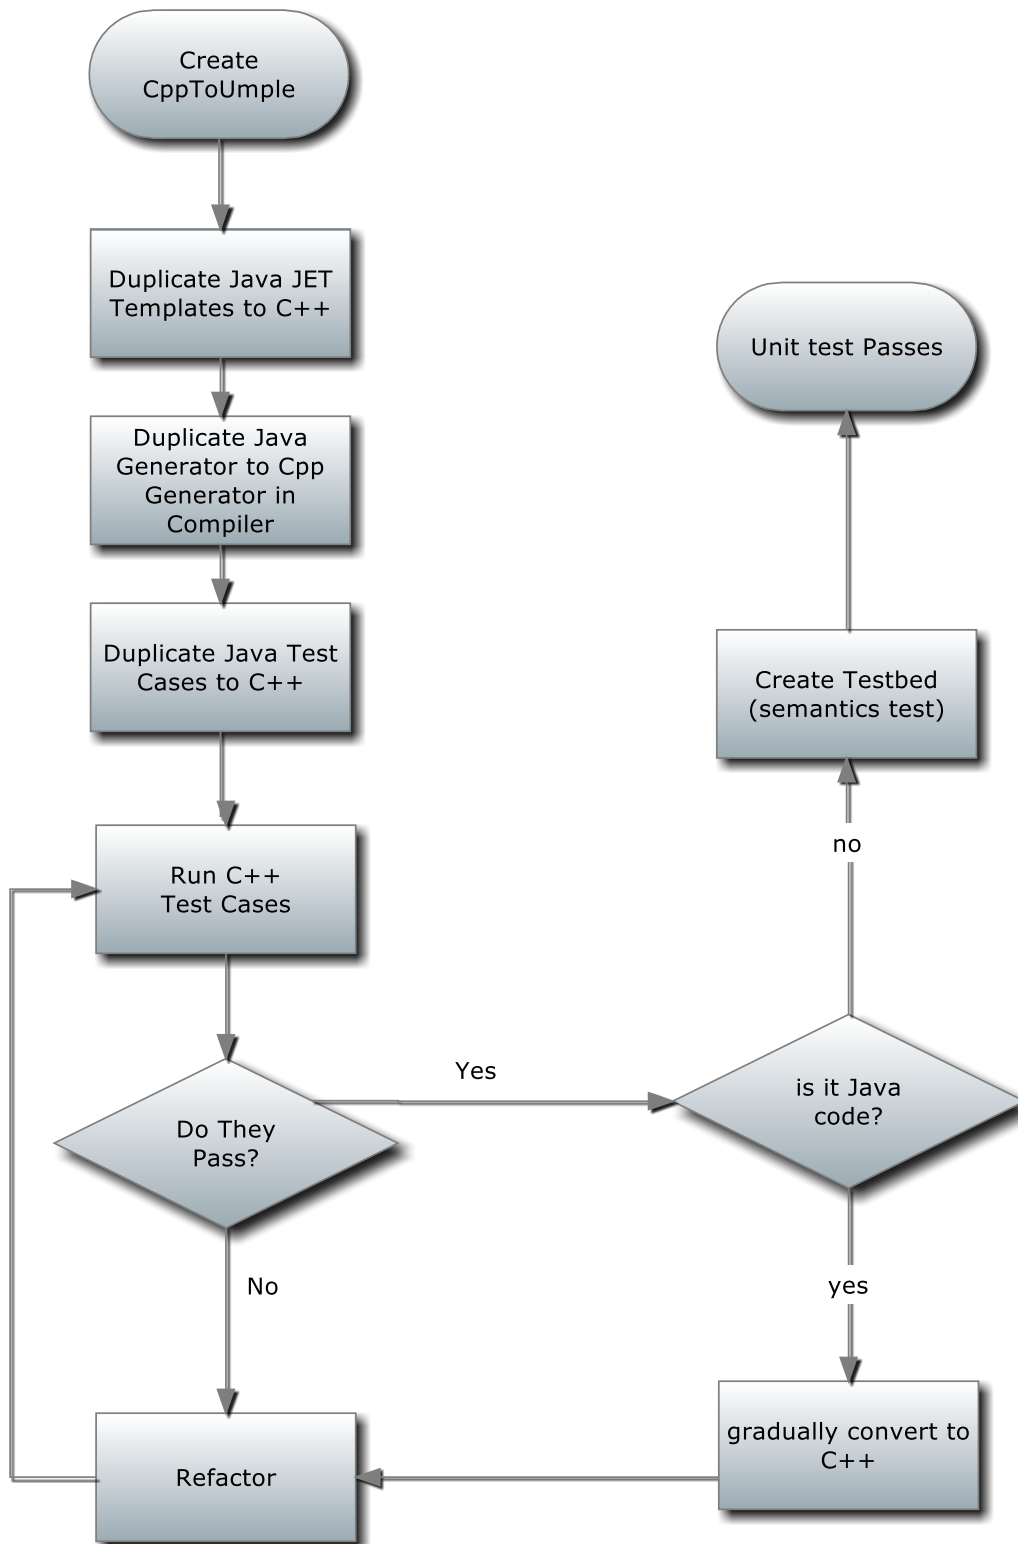 Create
CppToUmple
Duplicate Java JET
Templates to C++
Duplicate Java
Generator to Cpp
Generator in
Compiler
Duplicate Java Test
Cases to C++
Run C++
Test Cases
Do They
Pass?
Yes
No
Refactor
Unit test Passes
Create Testbed
(semantics test)
no
is it Java
code?
yes
gradually convert to
C++